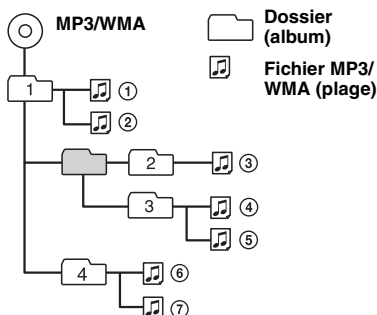 MP3/WMA
Dossier
(album)
Fichier MP3/
WMA (plage)
1
①
②
2
③
3
④
⑤
4
⑥
⑦